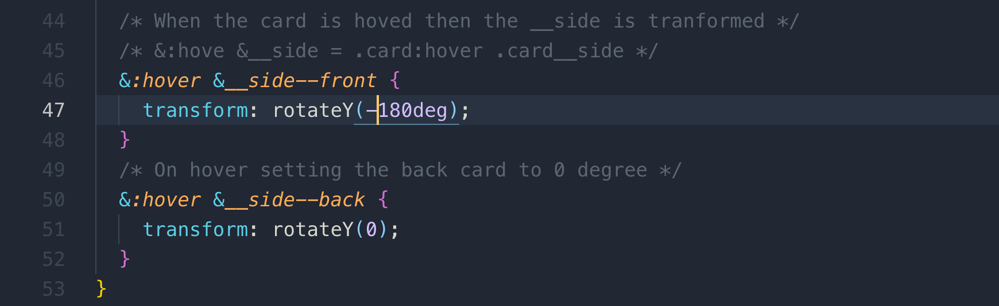 44 /* When the card is hoved then the __side is tranformed */
45 /* &:hove &__side = .card:hover .card__side */
46 &:hover &__side--front {
47 transform: rotateY(-180deg);
48 }
49 /* On hover setting the back card to 0 degree */
50 &:hover &__side--back {
51 transform: rotateY(0);
52 }
53 }